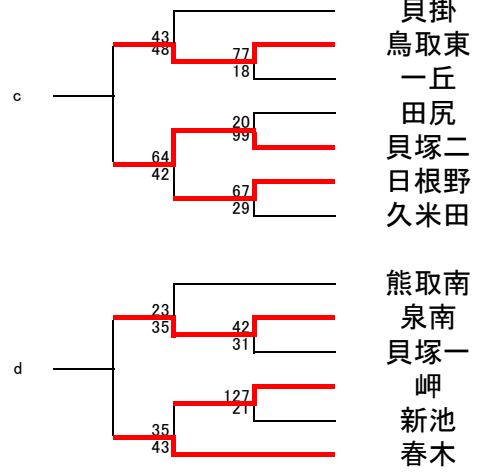 貝掛
43
48
77
18
鳥取東
一丘
c
20
99
田尻
貝塚二
64
42
67
29
日根野
久米田
熊取南
23
35
42
31
泉南
貝塚一
d
127
21
岬
新池
35
43
春木